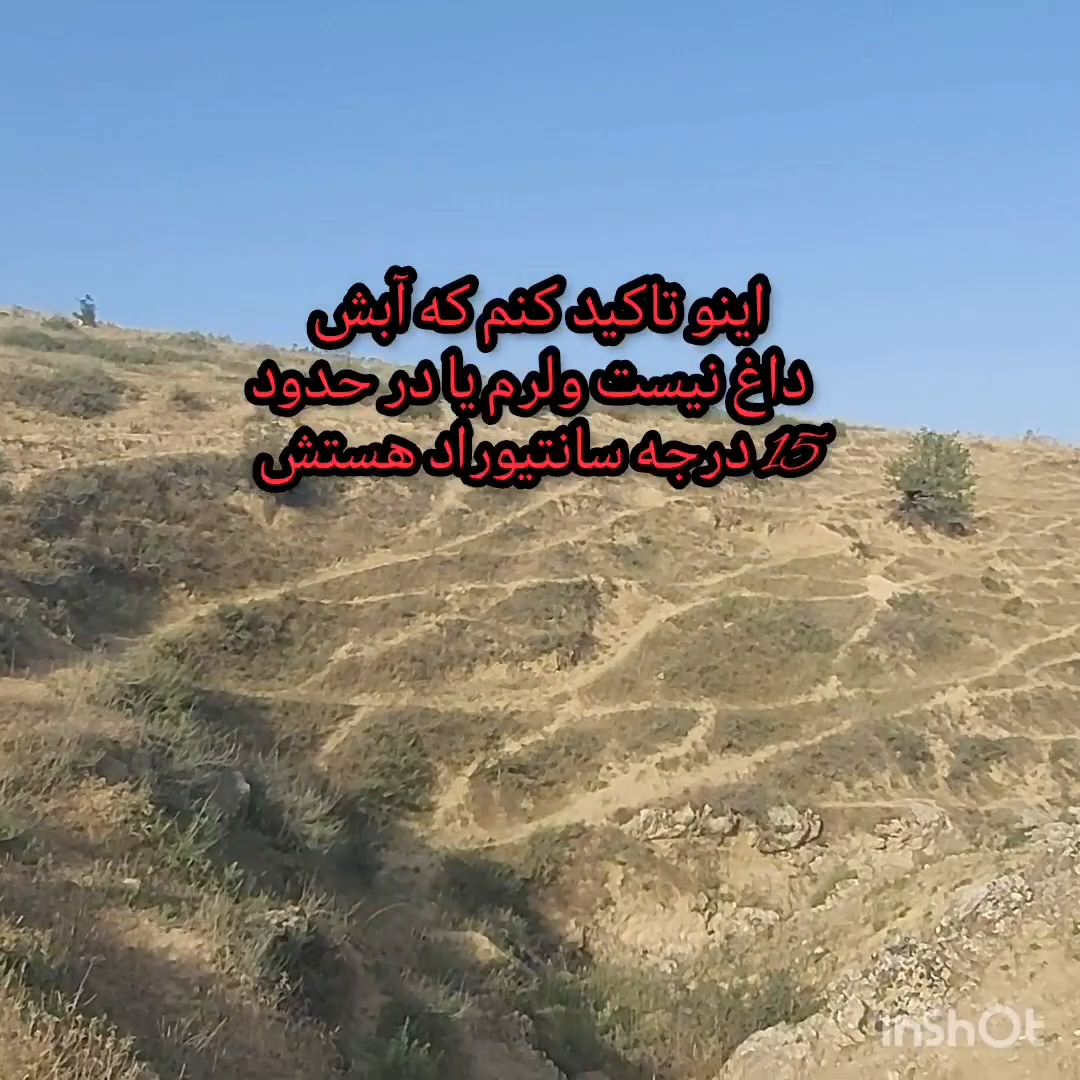 اینو تاکید کنم که آبش
داغ نیست ولرم یا در حدود
15 درجه سانتیوراد هستش
inshOt